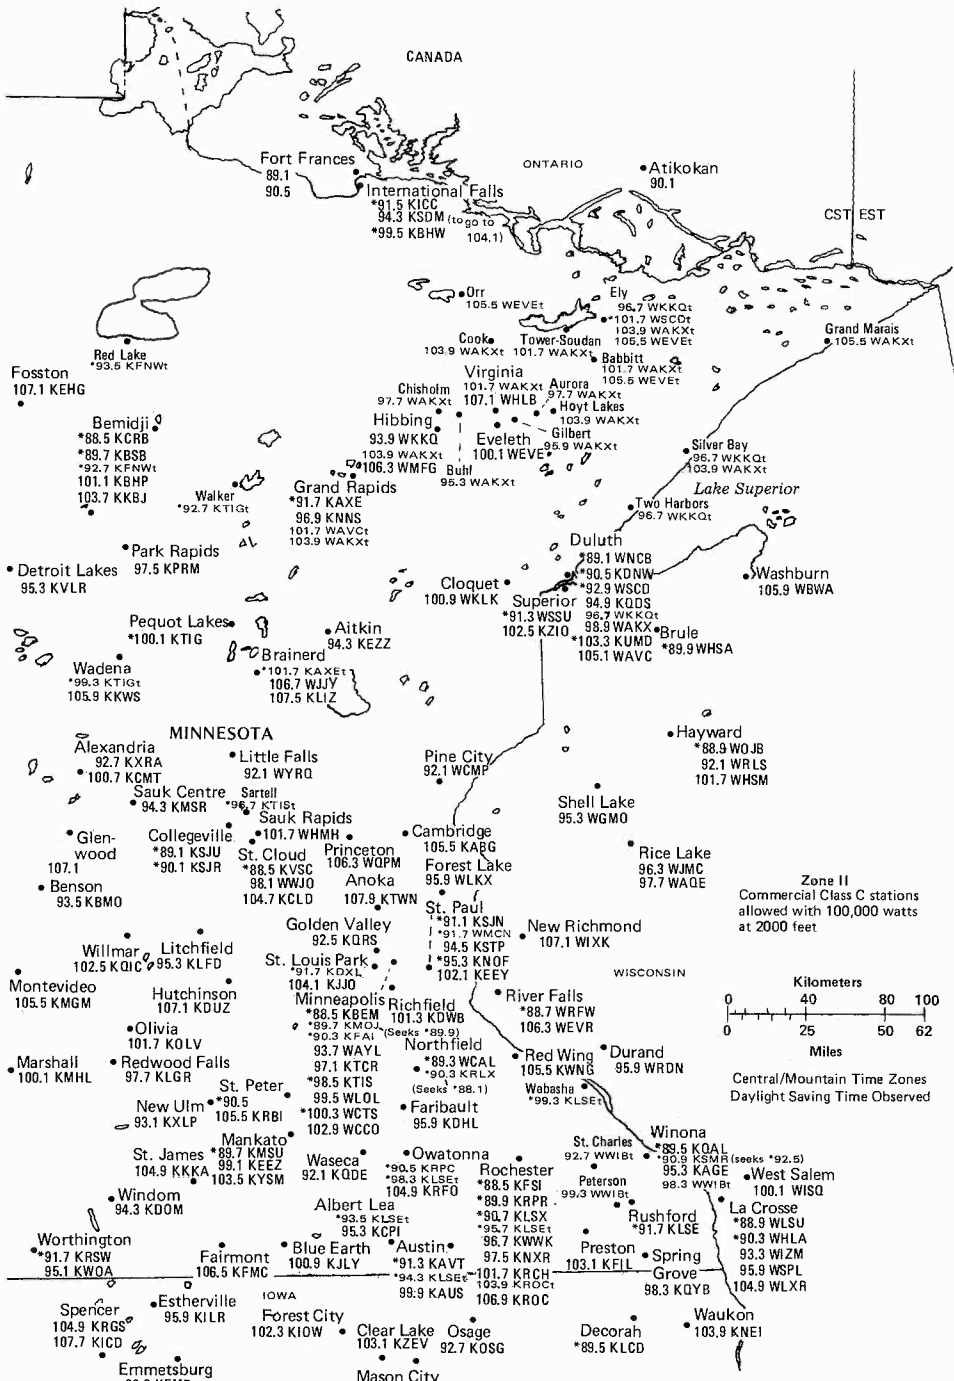 CANADA
Fort Frances
89.1
90.5
ONTARIO
Atikokan
90.1
International Falls
*91.5 KICC
94.3 KSDM (to go to
104.1)
*99.5 KBHW
CST EST
Orr
105.5 WEVEt
Ely
96.7 WKKQt
*101.7 WSCDt
103.9 WAKXt
105.5 WEVEt
Grand Marais
105.5 WAKXt
Red Lake
*93.5 KFNWt
Cook
103.9 WAKXt
Tower-Soudan
101.7 WAKXt
Babbitt
101.7 WAKXt
105.5 WEVEt
Fosston
107.1 KEHG
Chisholm
97.7 WAKXt
Virginia
101.7 WAKXt
107.1 WHLB
Aurora
97.7 WAKXt
Hoyt Lakes
103.9 WAKXt
Bemidji
*88.5 KCRB
*89.7 KBSB
*92.7 KFNWt
101.1 KBHP
103.7 KKBJ
Hibbing
93.9 WKKQ
103.9 WAKXt
106.3 WMFG
Eveleth
100.1 WEVE
Gilbert
95.9 WAKXt
Buhl
95.3 WAKXt
Silver Bay
96.7 WKKQt
103.9 WAKXt
Lake Superior
Walker
*92.7 KTIGt
Grand Rapids
*91.7 KAXE
96.9 KNNS
101.7 WAVCt
103.9 WAKXt
Two Harbors
96.7 WKKQt
Park Rapids
97.5 KPRM
Detroit Lakes
95.3 KVLR
Cloquet
100.9 WKLK
Duluth
*89.1 WNCB
*90.5 KDNW
*92.9 WSCD
94.9 KQDS
96.7 WKKQt
98.9 WAKX
*103.3 KUMD
105.1 WAVC
Superior
*91.3 WSSU
102.5 KZIO
Washburn
105.9 WBWA
Brule
*89.9 WHSA
Pequot Lakes
*100.1 KTIG
Aitkin
94.3 KEZZ
Wadena
*99.3 KTIGt
105.9 KKWS
Brainerd
*101.7 KAXEt
106.7 WJJY
107.5 KLIZ
MINNESOTA
Alexandria
92.7 KXRA
100.7 KCMT
Little Falls
92.1 WYRQ
Pine City
92.1 WCMP
Hayward
*88.9 WOJB
92.1 WRLS
101.7 WHSM
Sauk Centre
94.3 KMSR
Sartell
*96.7 KTISt
Sauk Rapids
101.7 WHMH
Shell Lake
95.3 WGMO
Glen-
wood
107.1
Collegeville
*89.1 KSJU
*90.1 KSJR
St. Cloud
*88.5 KVSC
98.1 WWJO
104.7 KCLD
Princeton
106.3 WQPM
Cambridge
105.5 KABG
Rice Lake
96.3 WJMC
97.7 WAQE
Benson
93.5 KBMO
Anoka
107.9 KTWN
Forest Lake
95.9 WLKX
Zone II
Commercial Class C stations
allowed with 100,000 watts
at 2000 feet
St. Paul
*91.1 KSJN
*91.7 WMCN
94.5 KSTP
*95.3 KNOF
102.1 KEEY
Golden Valley
92.5 KQRS
New Richmond
107.1 WIXK
Willmar
102.5 KQIC
Litchfield
95.3 KLFD
St. Louis Park
*91.7 KDXL
104.1 KJJO
WISCONSIN
Montevideo
105.5 KMGM
Hutchinson
107.1 KDUZ
Minneapolis
*88.5 KBEM
*89.7 KMOJ (Seeks *89.9)
*90.3 KFAI
93.7 WAYL
97.1 KTCR
*98.5 KTIS
99.5 WLOL
*100.3 WCTS
102.9 WCCO
Richfield
101.3 KDWB
River Falls
*88.7 WRFW
106.3 WEVR
Kilometers
0 40 80 100
0 25 50 62
Miles
Olivia
101.7 KOLV
Northfield
*89.3 WCAL
*90.3 KRLX
(Seeks *88.1)
Red Wing
105.5 KWNG
Durand
95.9 WRDN
Central/Mountain Time Zones
Daylight Saving Time Observed
Marshall
100.1 KMHL
Redwood Falls
97.7 KLGR
St. Peter
*90.5
105.5 KRBI
Wabasha
*99.3 KLSEt
New Ulm
93.1 KXLP
Faribault
95.9 KDHL
St. James
104.9 KKKA
Mankato
*89.7 KMSU
99.1 KEEZ
103.5 KYSM
Waseca
92.1 KQDE
Owatonna
*90.5 KRPC
*98.3 KLSEt
104.9 KRFO
Rochester
*88.5 KFSI
*89.9 KRPR
*90.7 KLSX
*95.7 KLSEt
96.7 KWWK
97.5 KNXR
101.7 KRCH
103.9 KROCt
106.9 KROC
St. Charles
92.7 WWIBt
Winona
*89.5 KQAL
*90.9 KSMR (seeks *92.5)
95.3 KAGE
98.3 WWIBt
Peterson
99.3 WWIBt
West Salem
100.1 WISQ
Windom
94.3 KDOM
Albert Lea
*93.5 KLSEt
95.3 KCPI
Rushford
*91.7 KLSE
La Crosse
*88.9 WLSU
*90.3 WHLA
93.3 WIZM
95.9 WSPL
104.9 WLXR
Worthington
*91.7 KRSW
95.1 KWOA
Fairmont
106.5 KFMC
Blue Earth
100.9 KJLY
Austin
*91.3 KAVT
*94.3 KLSEt
99.9 KAUS
Preston
103.1 KFIL
Spring
Grove
98.3 KQYB
Spencer
104.9 KRGS
107.7 KICD
Estherville
95.9 KILR
IOWA
Forest City
102.3 KIOW
Clear Lake
103.1 KZEV
Osage
92.7 KOSG
Decorah
*89.5 KLCD
Waukon
103.9 KNEI
Emmetsburg
Mason City